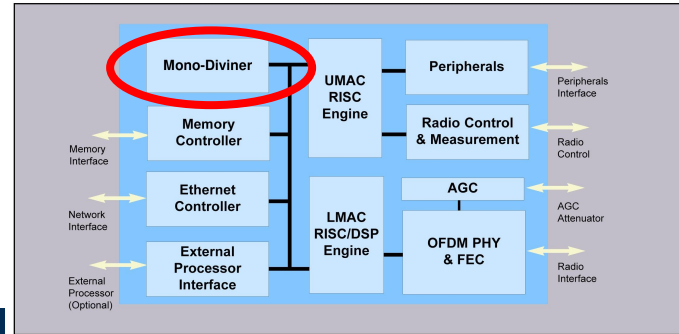 Mono-Diviner
UMAC
RISC
Engine
Peripherals
Peripherals
Interface
Memory
Controller
Memory
Interface
Radio Control
& Measurement
Radio
Control
Ethernet
Controller
Network
Interface
LMAC
RISC/DSP
Engine
AGC
AGC
Attenuator
OFDM PHY
& FEC
Radio
Interface
External
Processor
Interface
External
Processor
(Optional)